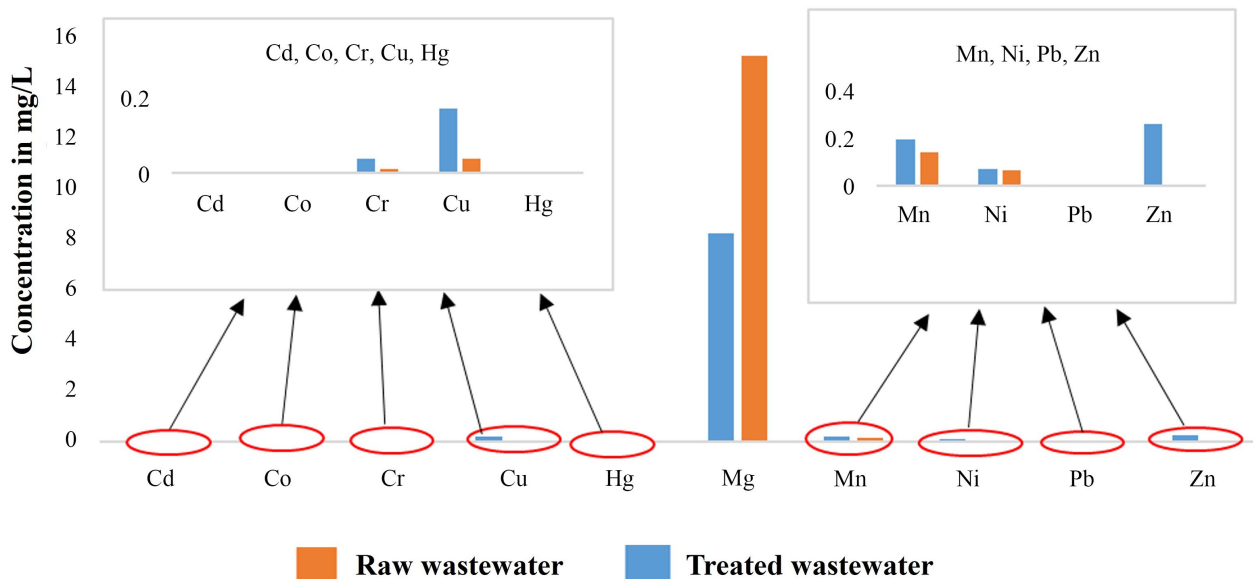 Concentration in mg/L
16
14
12
10
8
6
4
2
0
Cd, Co, Cr, Cu, Hg
0.2
0
Cd Co Cr Cu Hg
Mn, Ni, Pb, Zn
0.4
0.2
0
Mn Ni Pb Zn
Cd Co Cr Cu Hg Mg Mn Ni Pb Zn
Raw wastewater Treated wastewater